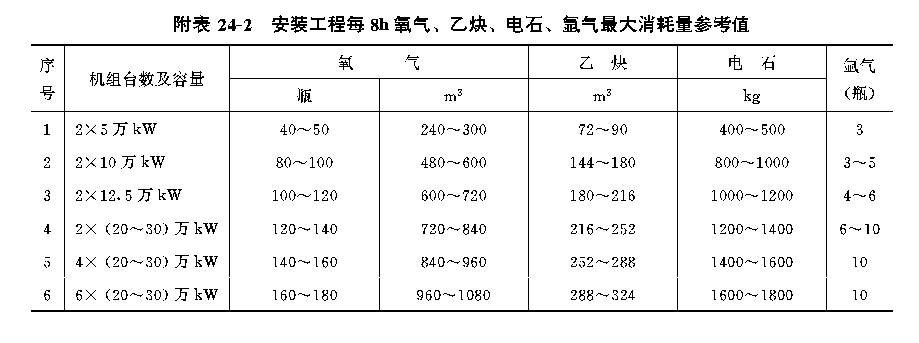 附表 24-2 安装工程每 8h 氧气、乙炔、电石、氩气最大消耗量参考值
序号 机组台数及容量 氧 气 乙 炔 电 石 氩气（瓶）
瓶 m³ m³ kg
1 2×5 万 kW 40～50 240～300 72～90 400～500 3
2 2×10 万 kW 80～100 480～600 144～180 800～1000 3～5
3 2×12.5 万 kW 100～120 600～720 180～216 1000～1200 4～6
4 2×（20～30）万 kW 120～140 720～840 216～252 1200～1400 6～10
5 4×（20～30）万 kW 140～160 840～960 252～288 1400～1600 10
6 6×（20～30）万 kW 160～180 960～1080 288～324 1600～1800 10